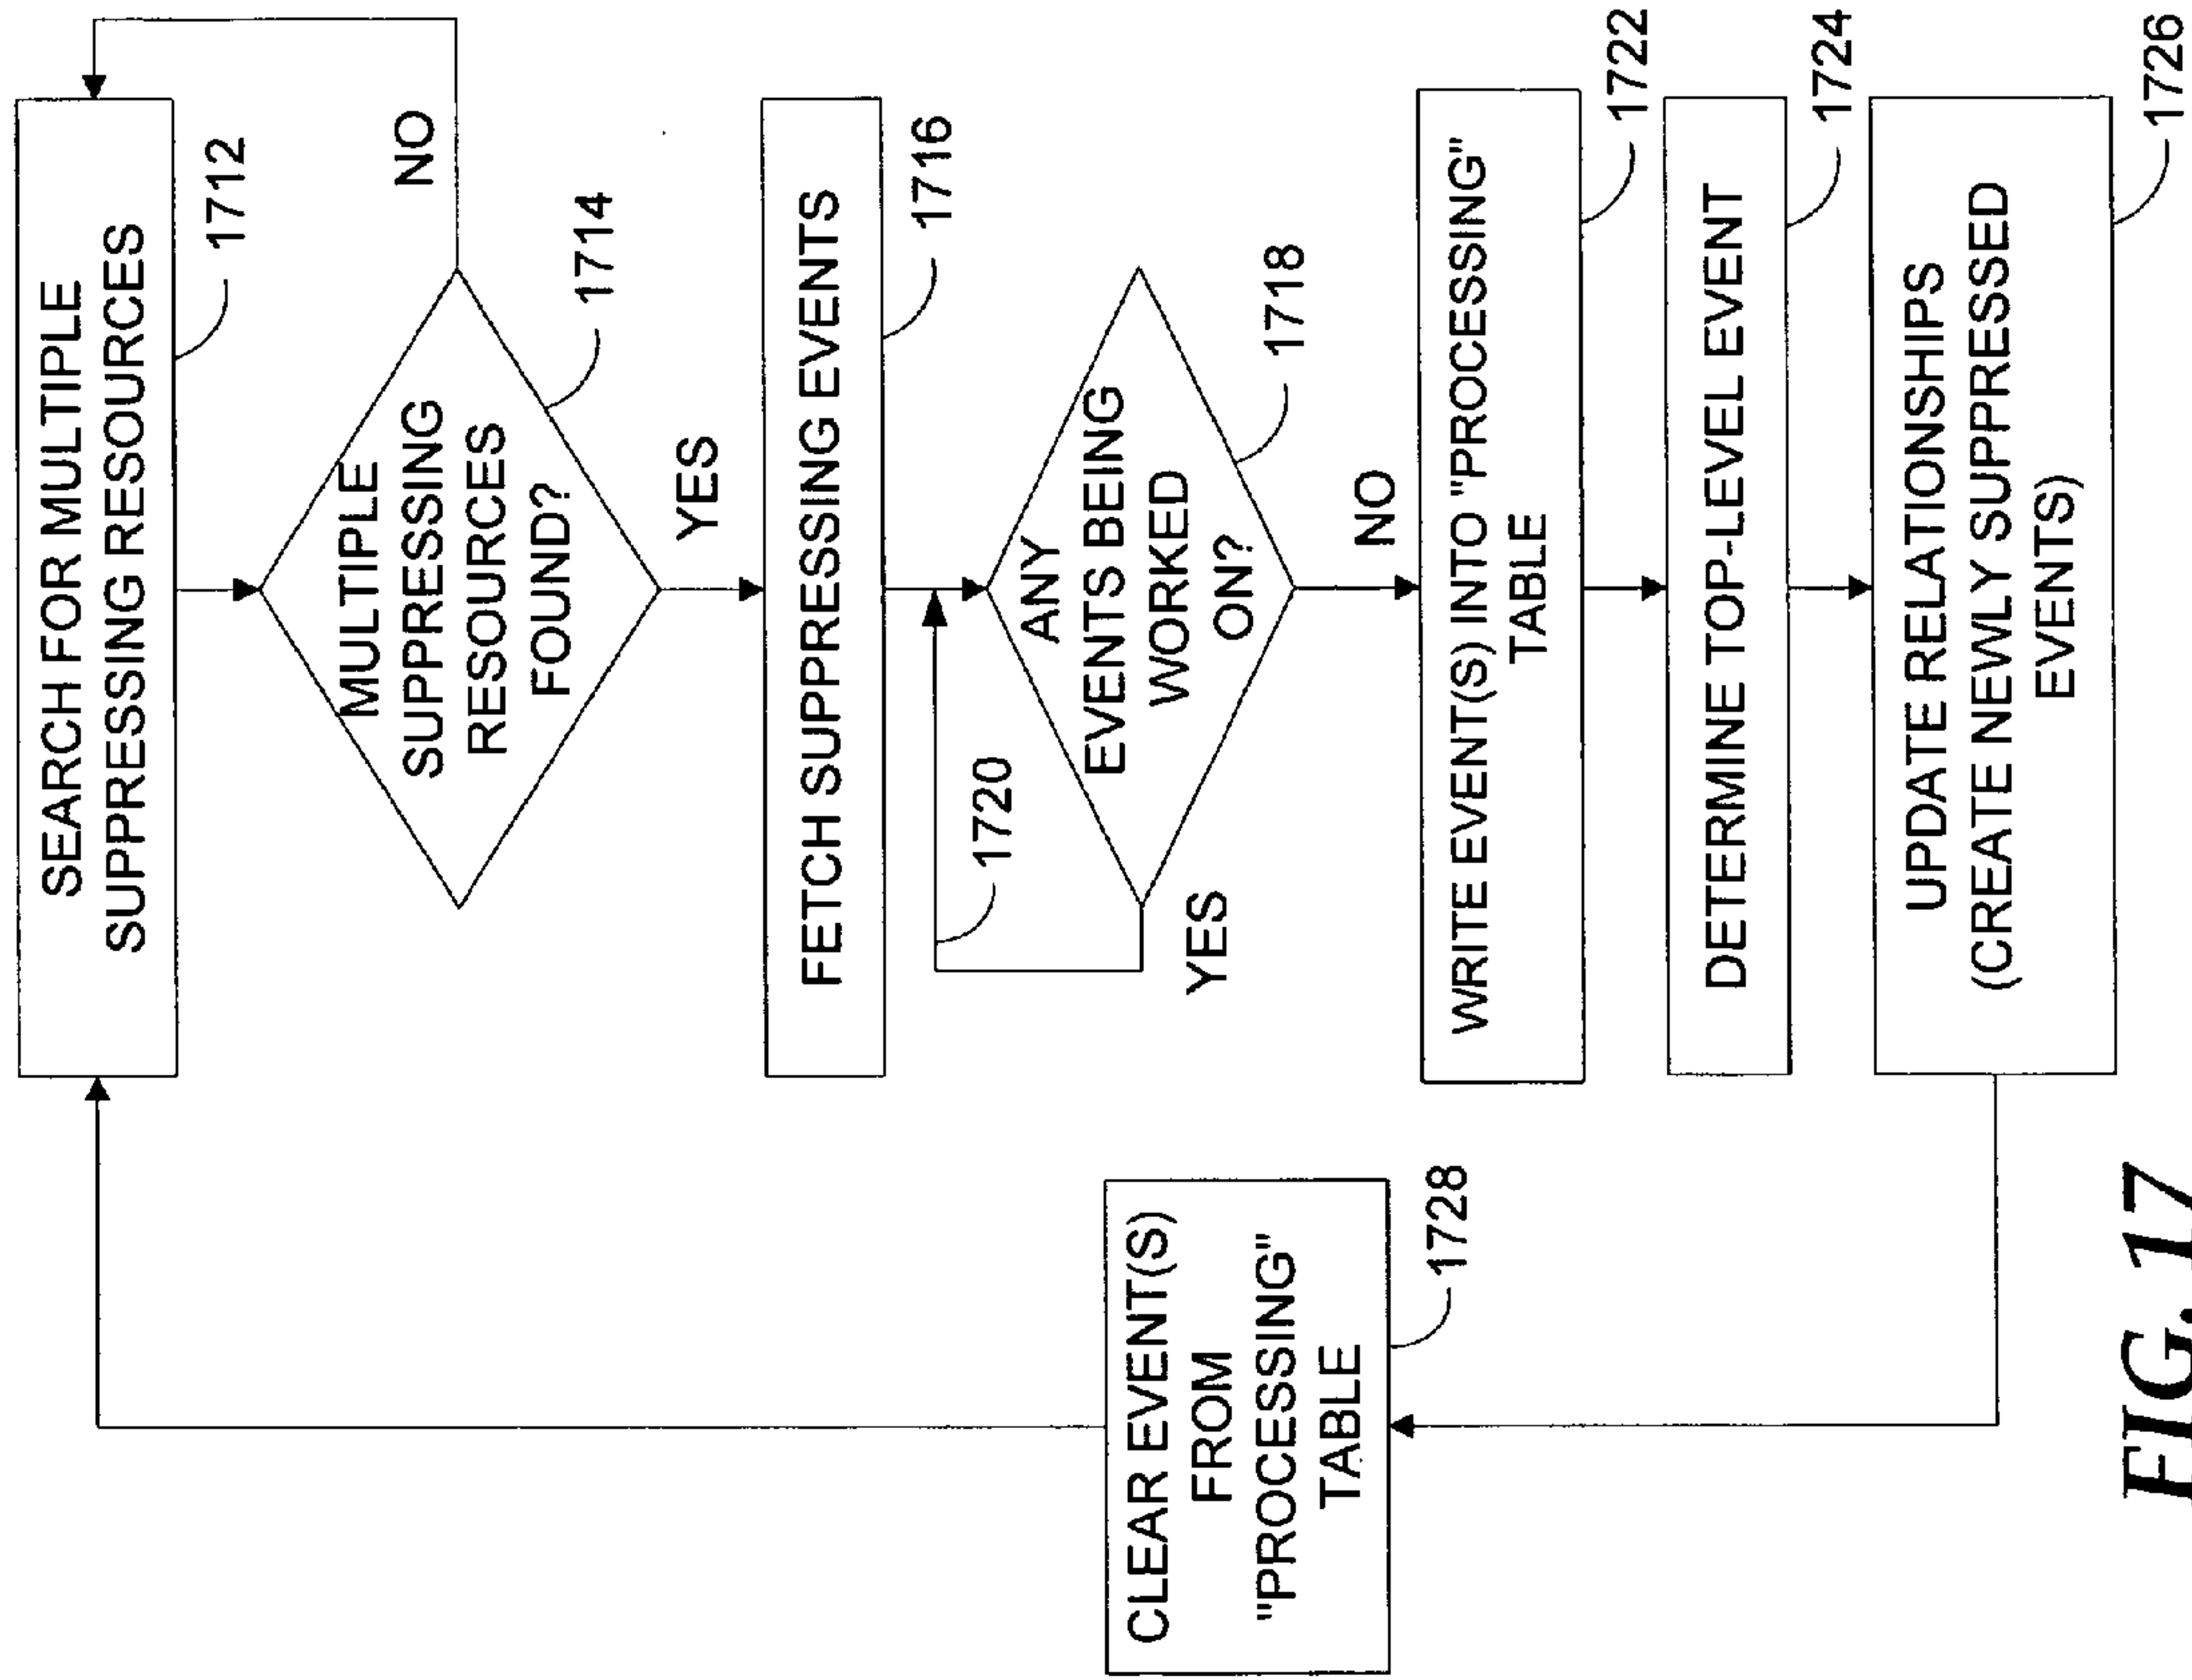 SEARCH FOR MULTIPLE
SUPPRESSING RESOURCES
1712
MULTIPLE
SUPPRESSING
RESOURCES
FOUND?
1714
NO
YES
FETCH SUPPRESSING EVENTS
1716
1720
ANY
EVENTS BEING
WORKED
ON?
1718
YES
NO
WRITE EVENT(S) INTO "PROCESSING"
TABLE
1722
DETERMINE TOP-LEVEL EVENT
1724
UPDATE RELATIONSHIPS
(CREATE NEWLY SUPPRESSED
EVENTS)
1726
CLEAR EVENT(S)
FROM
"PROCESSING"
TABLE
1728
FIG. 17